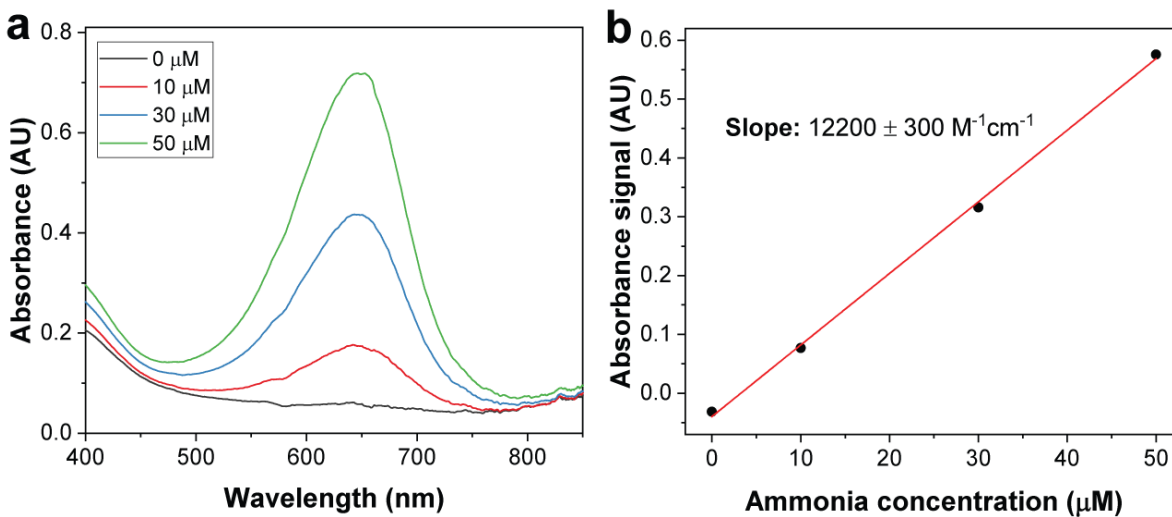 a
0 μM
10 μM
30 μM
50 μM
Absorbance (AU)
0.8
0.6
0.4
0.2
0.0
400 500 600 700 800
Wavelength (nm)
b
Slope: 12200 ± 300 M⁻¹cm⁻¹
Absorbance signal (AU)
0.6
0.5
0.4
0.3
0.2
0.1
0.0
0 10 20 30 40 50
Ammonia concentration (μM)